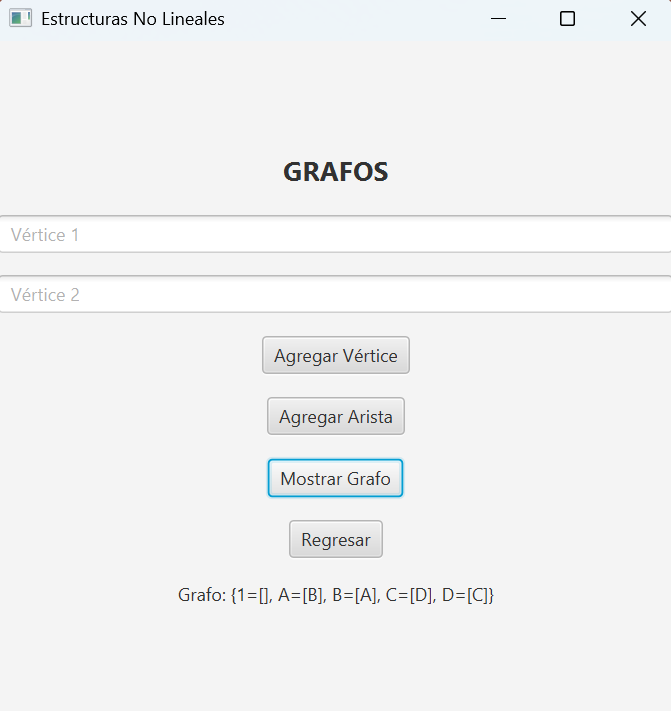 Estructuras No Lineales
GRAFOS
Vértice 1
Vértice 2
Agregar Vértice
Agregar Arista
Mostrar Grafo
Regresar
Grafo: {1=[], A=[B], B=[A], C=[D], D=[C]}